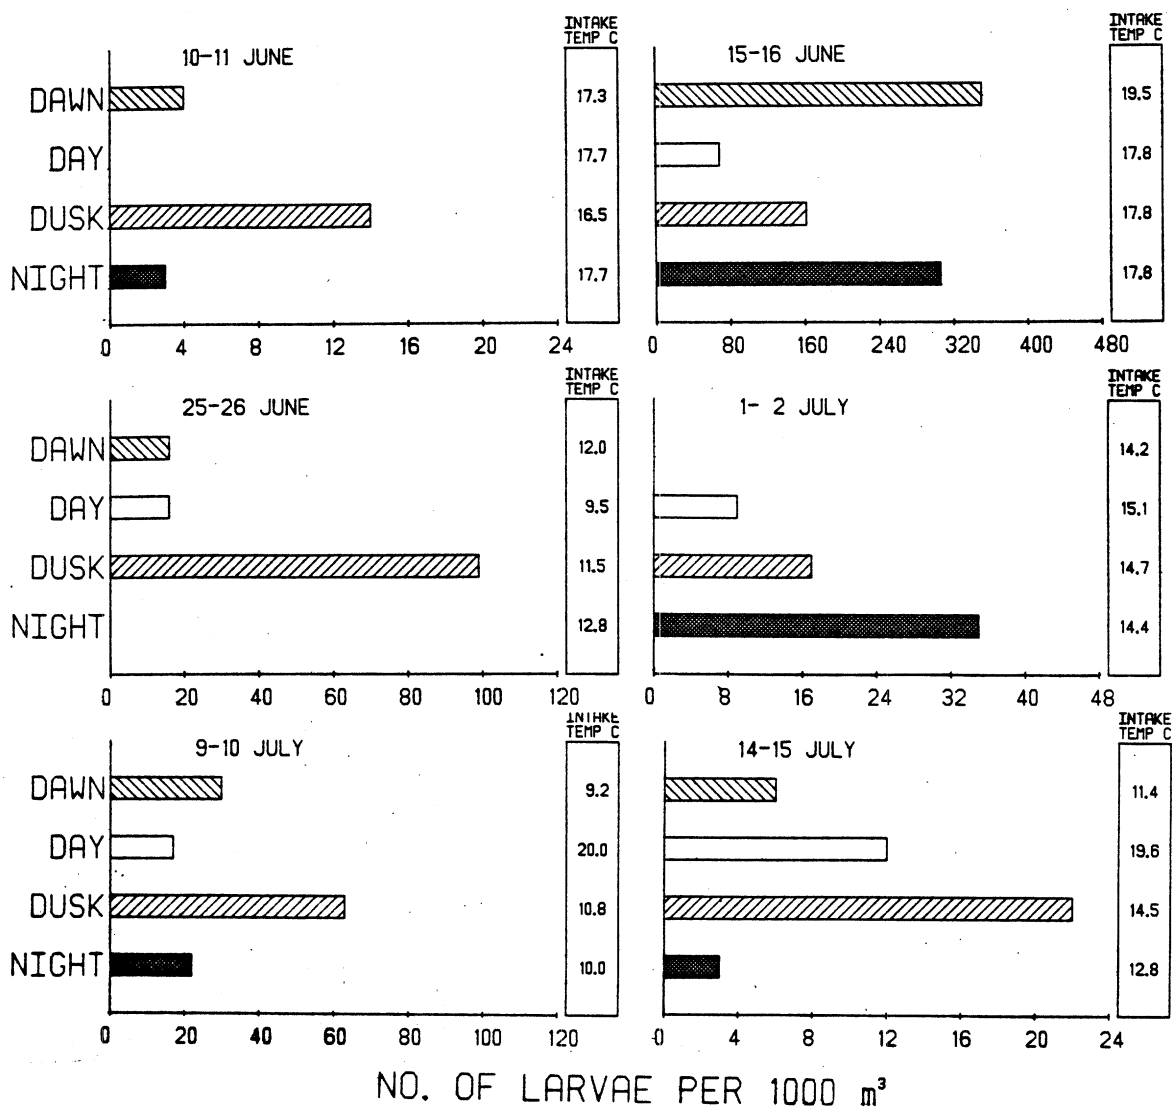 10-11 JUNE
INTAKE
TEMP C
DAWN 17.3
DAY 17.7
DUSK 16.5
NIGHT 17.7
0 4 8 12 16 20 24
15-16 JUNE
INTAKE
TEMP C
19.5
17.8
17.8
17.8
0 80 160 240 320 400 480
25-26 JUNE
INTAKE
TEMP C
DAWN 12.0
DAY 9.5
DUSK 11.5
NIGHT 12.8
0 20 40 60 80 100 120
1- 2 JULY
INTAKE
TEMP C
14.2
15.1
14.7
14.4
0 8 16 24 32 40 48
9-10 JULY
INTAKE
TEMP C
DAWN 9.2
DAY 20.0
DUSK 10.8
NIGHT 10.0
0 20 40 60 80 100 120
14-15 JULY
INTAKE
TEMP C
11.4
19.6
14.5
12.8
0 4 8 12 16 20 24
NO. OF LARVAE PER 1000 m³